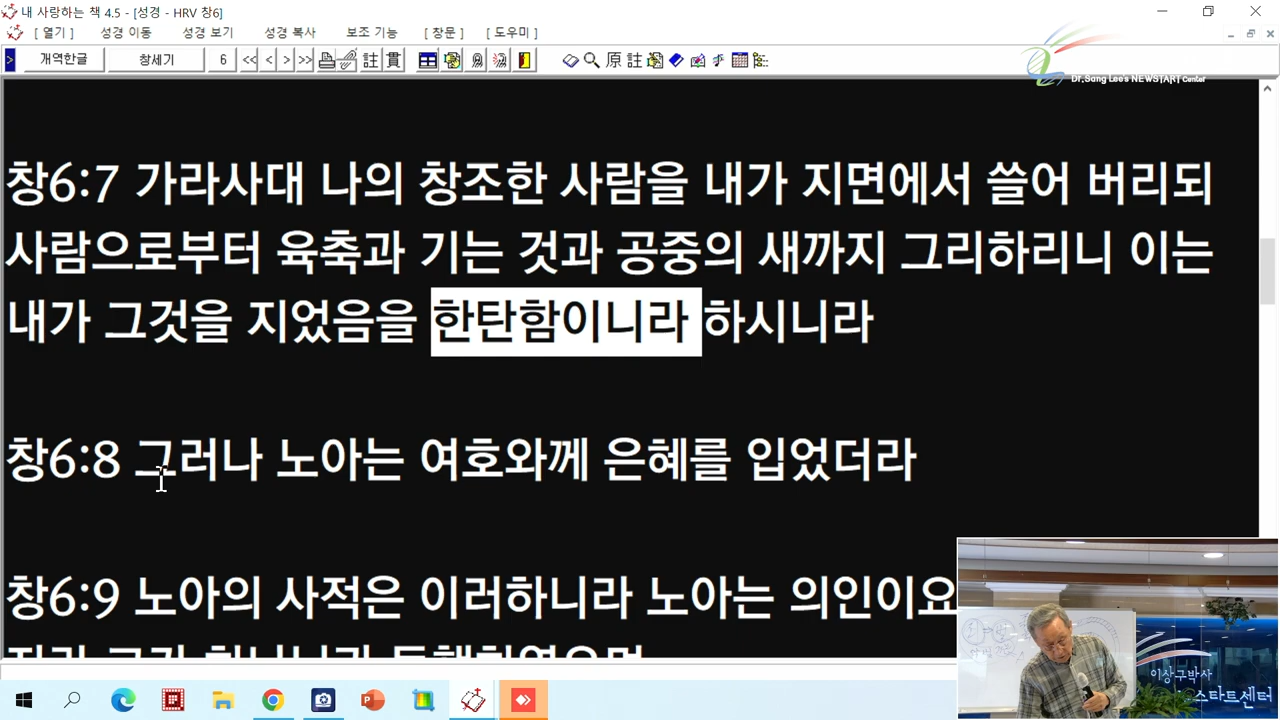 내 사랑하는 책 4.5 - [성경 - HRV 창6]
[ 열기 ] 성경 이동 성경 보기 성경 복사 보조 기능 [ 창문 ] [ 도우미 ]
개역한글 창세기 6 << < > >> 註 貫 原 註
Dr.Sang Lee's NEWSTART Center
창6:7 가라사대 나의 창조한 사람을 내가 지면에서 쓸어 버리되
사람으로부터 육축과 기는 것과 공중의 새까지 그리하리니 이는
내가 그것을 지었음을 한탄함이니라 하시니라
창6:8 그러나 노아는 여호와께 은혜를 입었더라
창6:9 노아의 사적은 이러하니라 노아는 의인이요
이상구박사
스타트센터